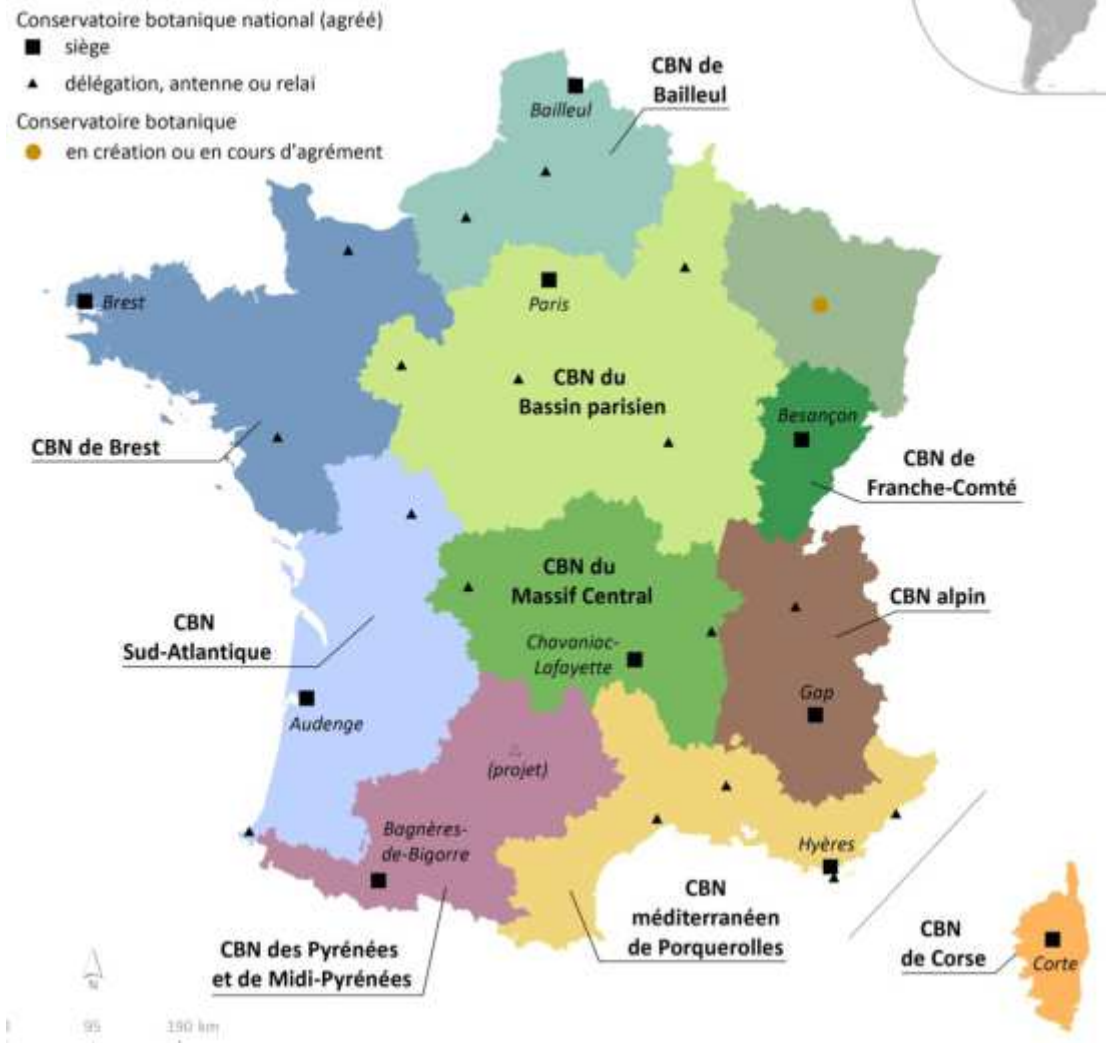 Conservatoire botanique national (agréé)
siège
délégation, antenne ou relai
Conservatoire botanique
en création ou en cours d'agrément
CBN de
Bailleul
Bailleul
Brest
Paris
CBN du
Bassin parisien
Besançon
CBN de Brest
CBN de
Franche-Comté
CBN du
Massif Central
CBN alpin
CBN
Sud-Atlantique
Chavaniac-
Lafayette
Gap
Audenge
(projet)
Bagnères-
de-Bigorre
Hyères
CBN
méditerranéen
de Porquerolles
CBN des Pyrénées
et de Midi-Pyrénées
CBN
de Corse
Corte
N
95 190 km